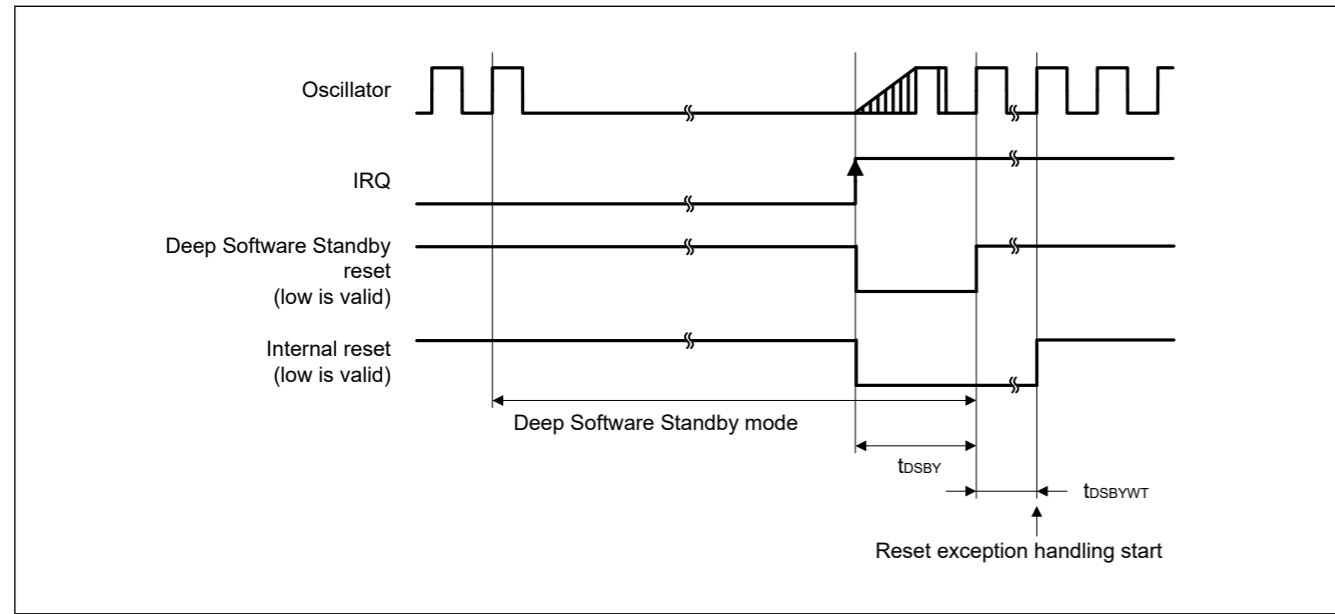 Oscillator
IRQ
Deep Software Standby
reset
(low is valid)
Internal reset
(low is valid)
Deep Software Standby mode
tDSBY
tDSBYWT
Reset exception handling start